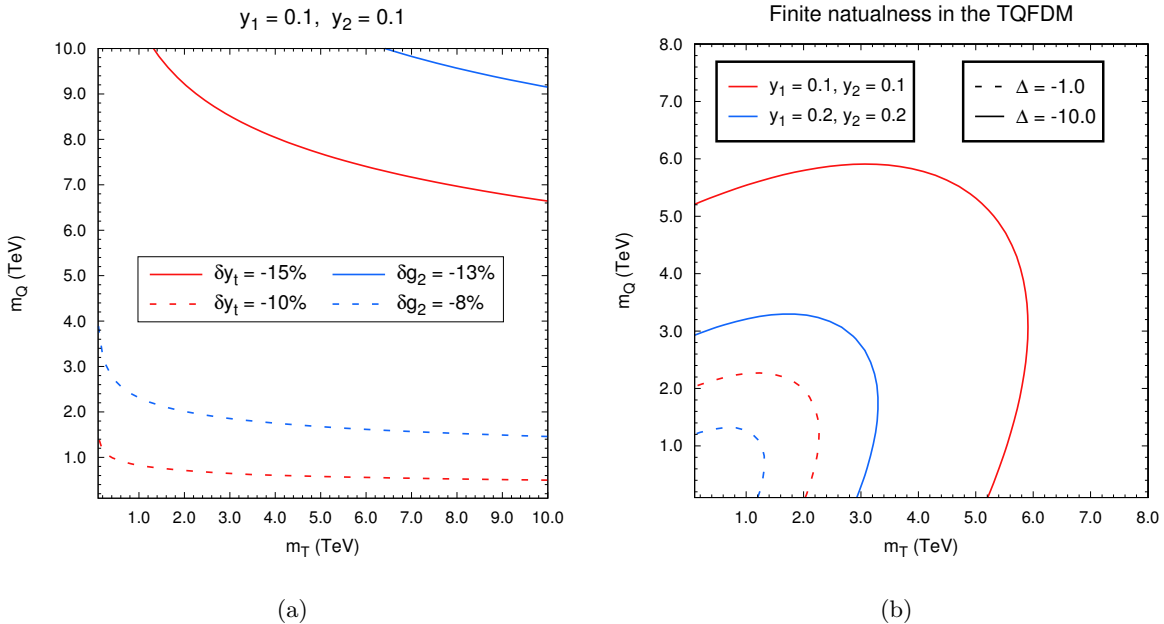 y₁ = 0.1, y₂ = 0.1
10.0
9.0
8.0
7.0
6.0
5.0
4.0
3.0
2.0
1.0
m_Q (TeV)
δy_t = -15%
δg₂ = -13%
δy_t = -10%
δg₂ = -8%
1.0 2.0 3.0 4.0 5.0 6.0 7.0 8.0 9.0 10.0
m_T (TeV)
(a)
Finite natualness in the TQFDM
8.0
7.0
6.0
5.0
4.0
3.0
2.0
1.0
m_Q (TeV)
y₁ = 0.1, y₂ = 0.1
y₁ = 0.2, y₂ = 0.2
Δ = -1.0
Δ = -10.0
1.0 2.0 3.0 4.0 5.0 6.0 7.0 8.0
m_T (TeV)
(b)